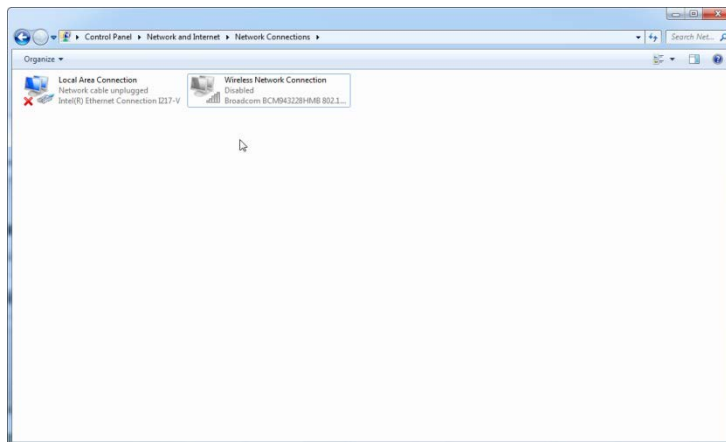 Control Panel ▸ Network and Internet ▸ Network Connections ▸
Search Net...
Organize ▾
Local Area Connection
Network cable unplugged
Intel(R) Ethernet Connection I217-V
Wireless Network Connection
Disabled
Broadcom BCM943228HMB 802.1...